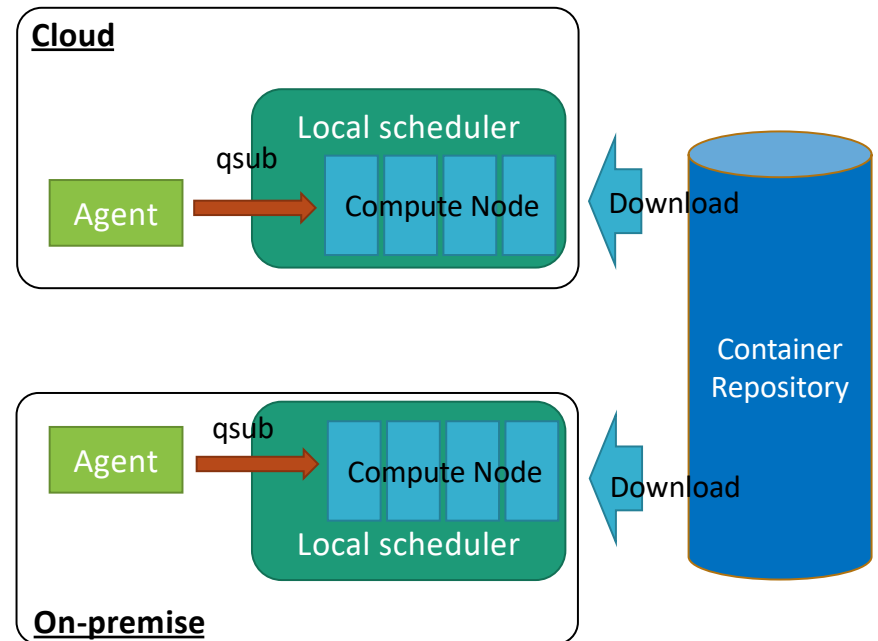 Cloud
Local scheduler
qsub
Agent
Compute Node
Download
Container
Repository
qsub
Agent
Compute Node
Download
Local scheduler
On-premise